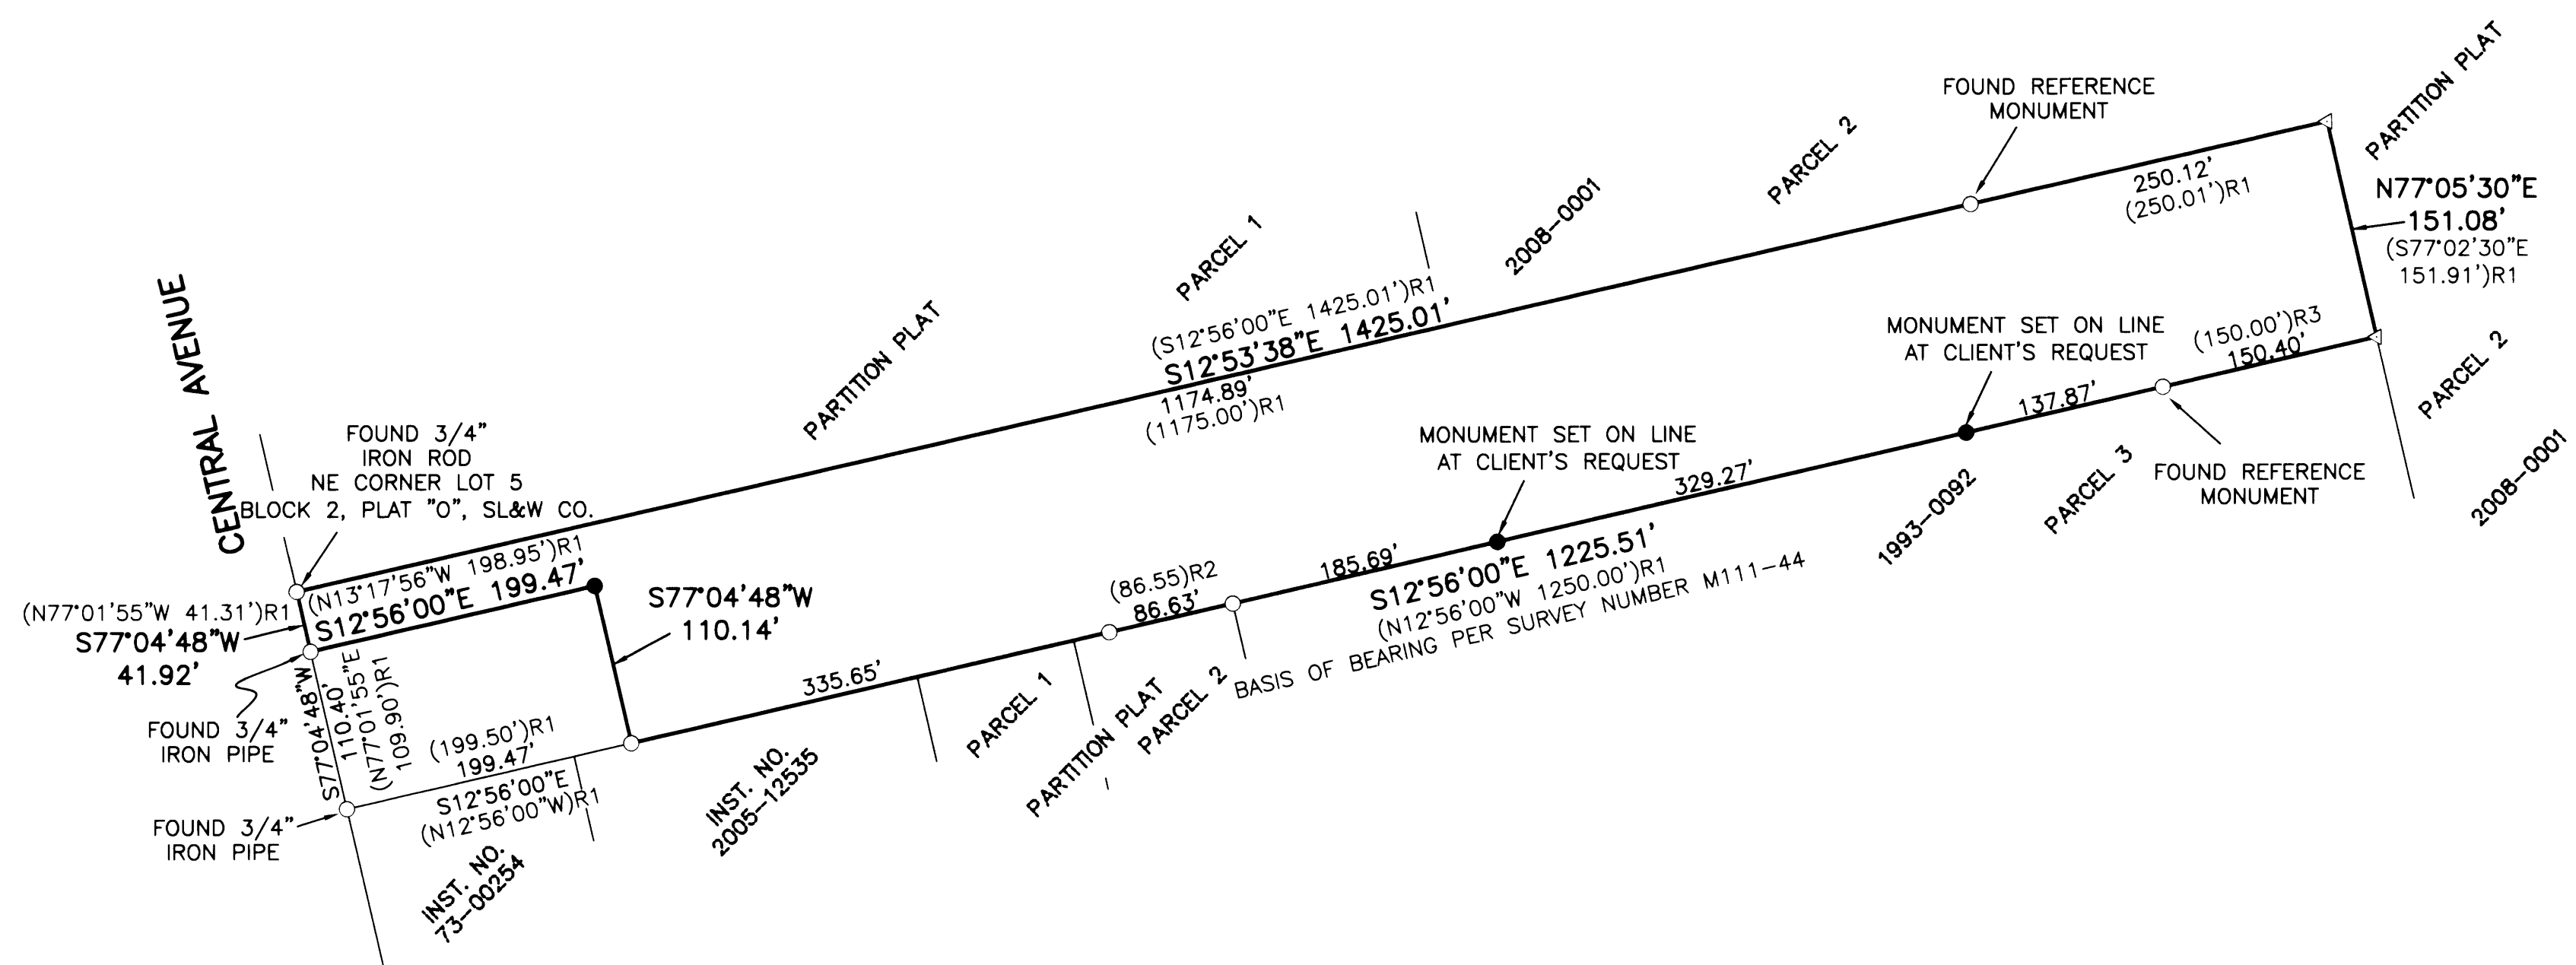 CENTRAL AVENUE
FOUND 3/4"
IRON ROD
NE CORNER LOT 5
BLOCK 2, PLAT "O", SL&W CO.
(N77°01'55"W 41.31')R1
S77°04'48"W
41.92'
FOUND 3/4"
IRON PIPE
FOUND 3/4"
IRON PIPE
S77°04'48"W
110.40'
(N77°01'55"E
109.90')R1
(N13°17'56"W 198.95')R1
S12°56'00"E 199.47'
S77°04'48"W
110.14'
(199.50')R1
199.47'
S12°56'00"E
(N12°56'00"W)R1
INST. NO.
73-00254
INST. NO.
2005-12535
335.65'
PARCEL 1
PARTITION PLAT
PARCEL 2
(86.55)R2
86.63'
185.69'
PARTITION PLAT
PARCEL 1
(S12°56'00"E 1425.01')R1
S12°53'38"E 1425.01'
1174.89'
(1175.00')R1
2008-0001
PARCEL 2
FOUND REFERENCE
MONUMENT
250.12'
(250.01')R1
PARTITION PLAT
N77°05'30"E
151.08'
(S77°02'30"E
151.91')R1
MONUMENT SET ON LINE
AT CLIENT'S REQUEST
MONUMENT SET ON LINE
AT CLIENT'S REQUEST
329.27'
137.87'
(150.00')R3
150.40'
S12°56'00"E 1225.51'
(N12°56'00"W 1250.00')R1
BASIS OF BEARING PER SURVEY NUMBER M111-44
1993-0092
PARCEL 3
FOUND REFERENCE
MONUMENT
PARCEL 2
2008-0001